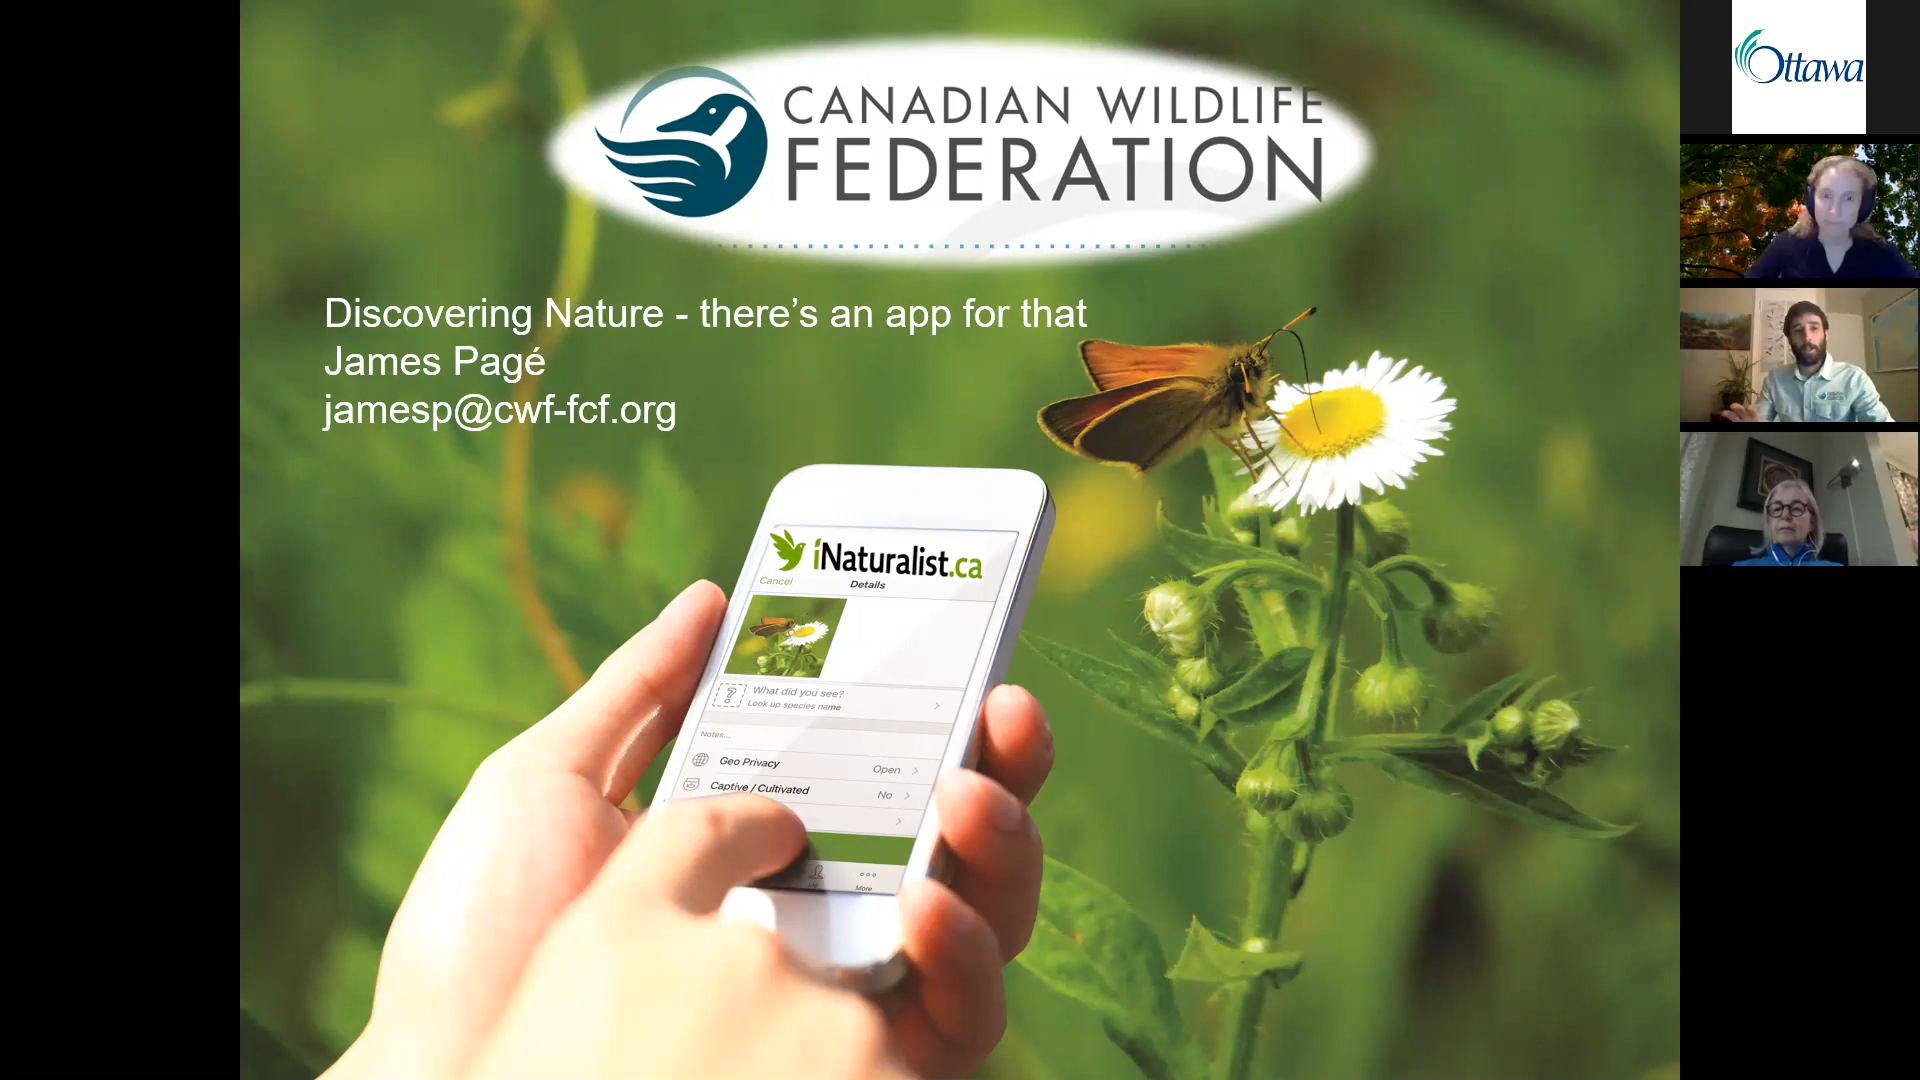 CANADIAN WILDLIFE
FEDERATION
Discovering Nature - there's an app for that
James Pagé
jamesp@cwf-fcf.org
iNaturalist.ca
Cancel
Details
What did you see?
Look up species name
Notes...
Geo Privacy
Open
Captive / Cultivated
No
More
Ottawa